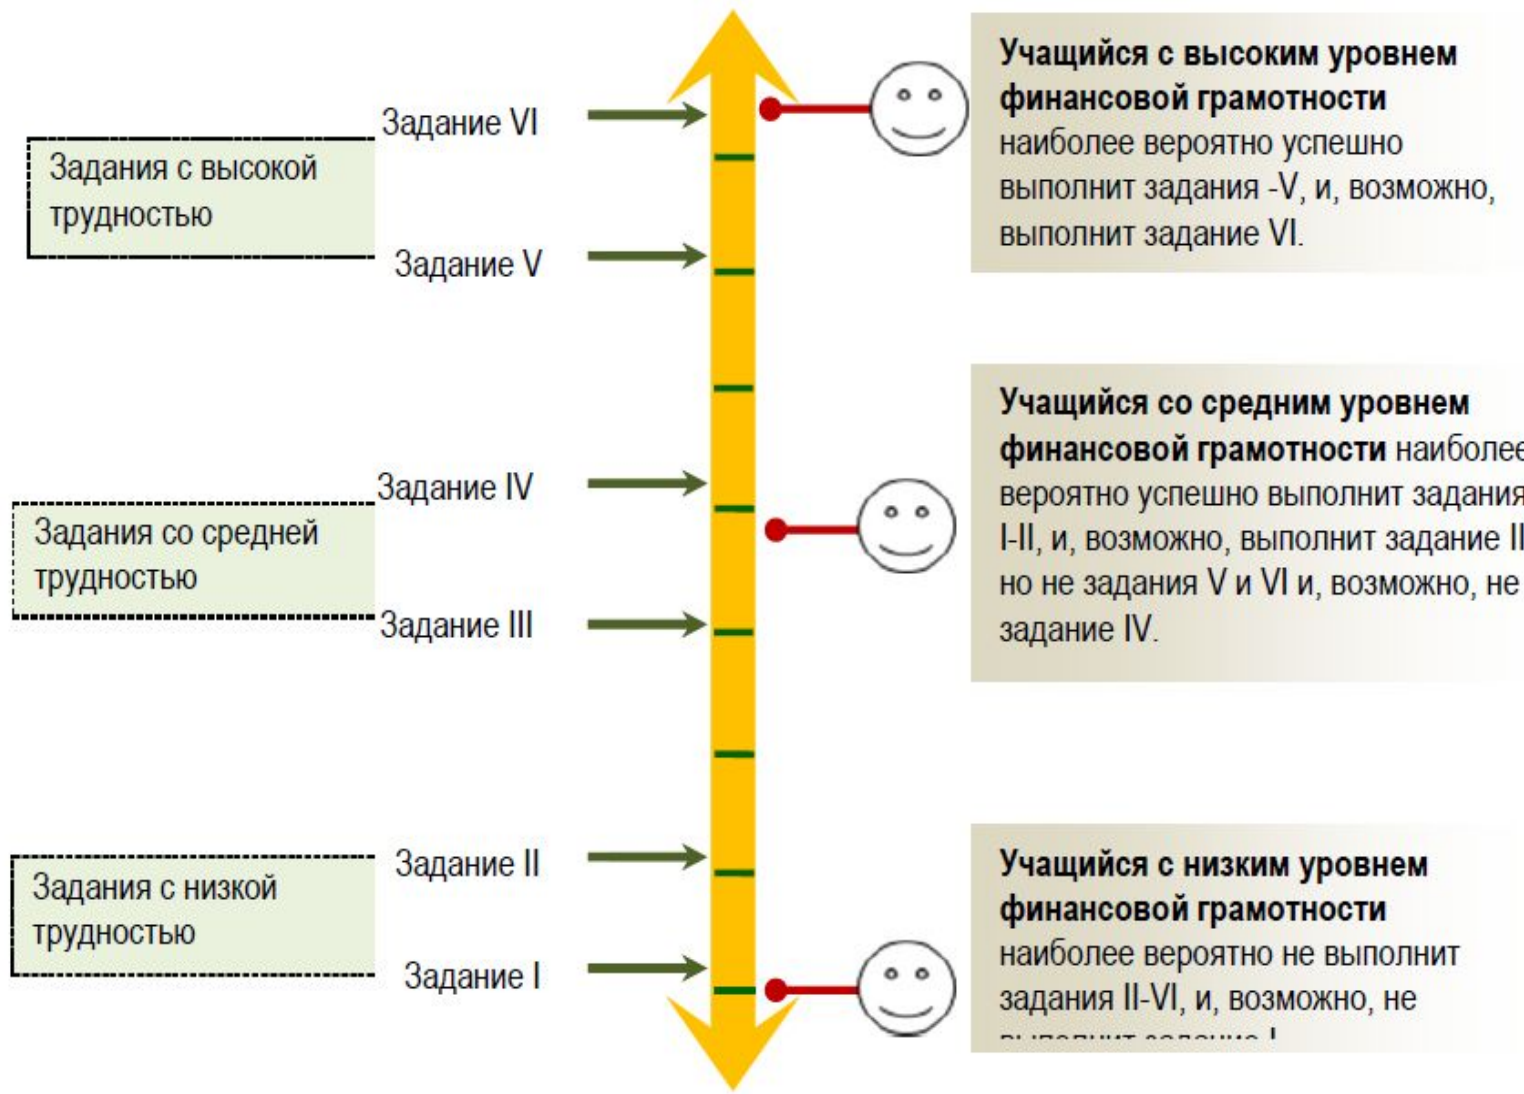 Задание VI
Задания с высокой
трудностью
Задание V
Учащийся с высоким уровнем
финансовой грамотности
наиболее вероятно успешно
выполнит задания -V, и, возможно,
выполнит задание VI.
Задание IV
Задания со средней
трудностью
Задание III
Учащийся со средним уровнем
финансовой грамотности наиболее
вероятно успешно выполнит задания
I-II, и, возможно, выполнит задание II
но не задания V и VI и, возможно, не
задание IV.
Задание II
Задания с низкой
трудностью
Задание I
Учащийся с низким уровнем
финансовой грамотности
наиболее вероятно не выполнит
задания II-VI, и, возможно, не